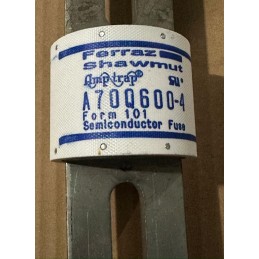 Ferraz
Shawmut
Amp-trap®
A70Q600-4
Form 101
Semiconductor Fuse